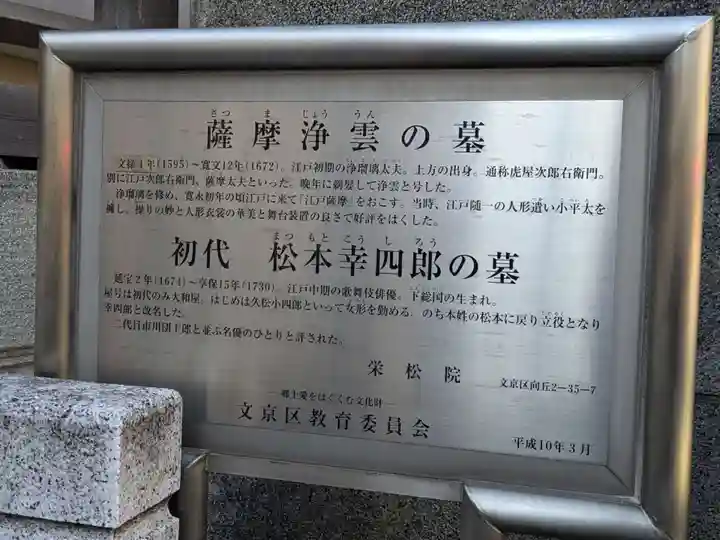 さつ ま じょう うん
薩摩浄雲の墓
文禄4年(1595)～寛文12年(1672)。江戸初期の浄瑠璃太夫。上方の出身。通称虎屋次郎右衛門。
別に江戸次郎右衛門、薩摩太夫といった。晩年に剃髪して浄雲と号した。
浄瑠璃を修め、寛永初年の頃江戸に来て「江戸薩摩」をおこす。当時、江戸随一の人形遣い小平太を
擁し、操りの妙と人形衣裳の華美と舞台装置の良さで好評をはくした。
まつ もと こう し ろう
初代 松本幸四郎の墓
延宝2年(1674)～享保15年(1730)。江戸中期の歌舞伎俳優。下総国の生まれ。
屋号は初代のみ大和屋。はじめは久松小四郎といって女形を勤める。のち本姓の松本に戻り立役となり
幸四郎と改名した。
二代目市川団十郎と並ぶ名優のひとりと評された。
栄松院 文京区向丘2-35-7
―郷土愛をはぐくむ文化財―
文京区教育委員会 平成10年3月